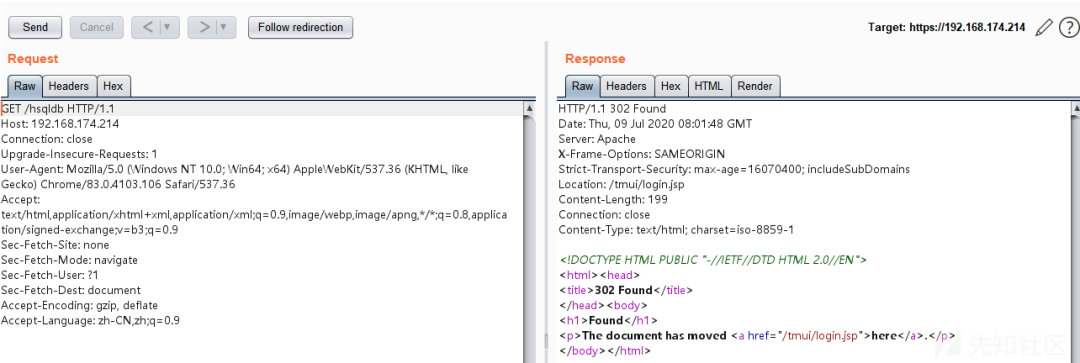 Send Cancel < > Follow redirection Target: https://192.168.174.214 ?
Request
Raw Headers Hex
GET /hsqldb HTTP/1.1
Host: 192.168.174.214
Connection: close
Upgrade-Insecure-Requests: 1
User-Agent: Mozilla/5.0 (Windows NT 10.0; Win64; x64) AppleWebKit/537.36 (KHTML, like
Gecko) Chrome/83.0.4103.106 Safari/537.36
Accept:
text/html,application/xhtml+xml,application/xml;q=0.9,image/webp,image/apng,*/*;q=0.8,applica
tion/signed-exchange;v=b3;q=0.9
Sec-Fetch-Site: none
Sec-Fetch-Mode: navigate
Sec-Fetch-User: ?1
Sec-Fetch-Dest: document
Accept-Encoding: gzip, deflate
Accept-Language: zh-CN,zh;q=0.9
Response
Raw Headers Hex HTML Render
HTTP/1.1 302 Found
Date: Thu, 09 Jul 2020 08:01:48 GMT
Server: Apache
X-Frame-Options: SAMEORIGIN
Strict-Transport-Security: max-age=16070400; includeSubDomains
Location: /tmui/login.jsp
Content-Length: 199
Connection: close
Content-Type: text/html; charset=iso-8859-1
<!DOCTYPE HTML PUBLIC "-//IETF//DTD HTML 2.0//EN">
<html><head>
<title>302 Found</title>
</head><body>
<h1>Found</h1>
<p>The document has moved <a href="/tmui/login.jsp">here</a>.</p>
</body></html>
先知社区